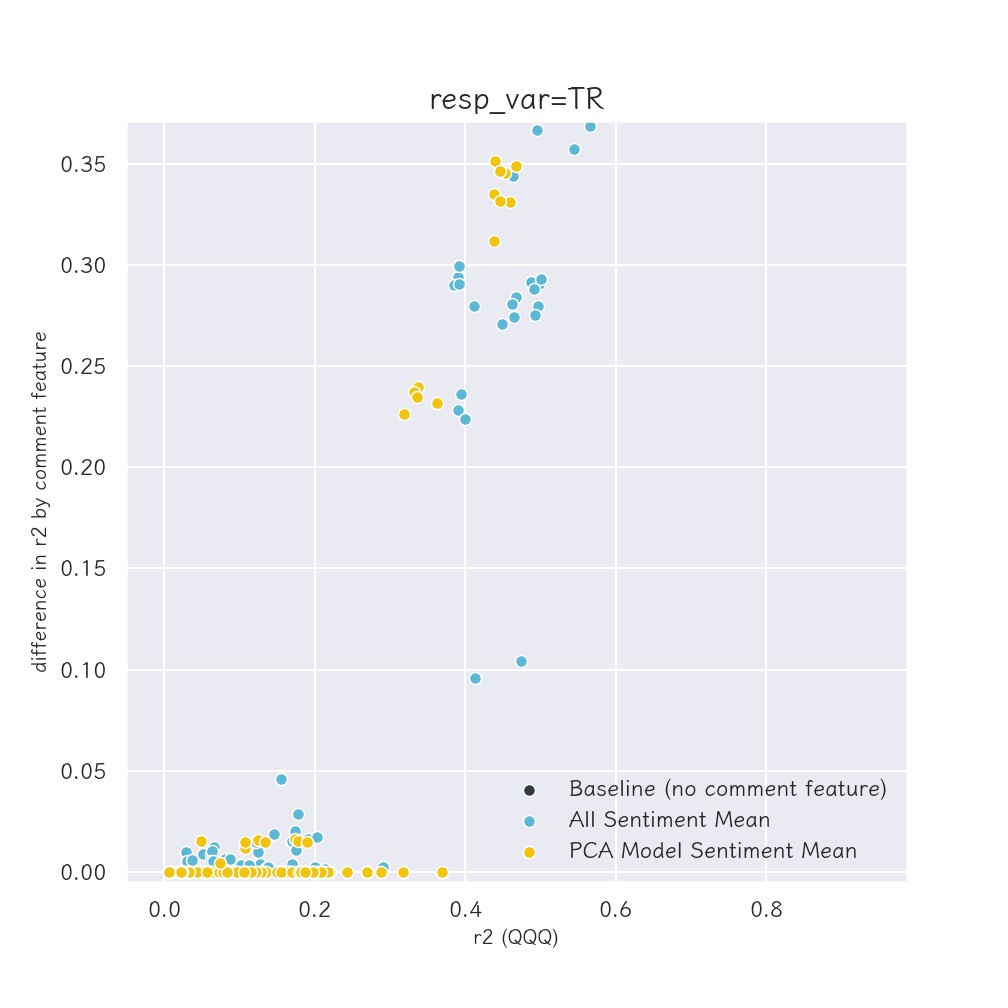 resp_var=TR
difference in r2 by comment feature
0.35
0.30
0.25
0.20
0.15
0.10
0.05
0.00
0.0 0.2 0.4 0.6 0.8
r2 (QQQ)
Baseline (no comment feature)
All Sentiment Mean
PCA Model Sentiment Mean